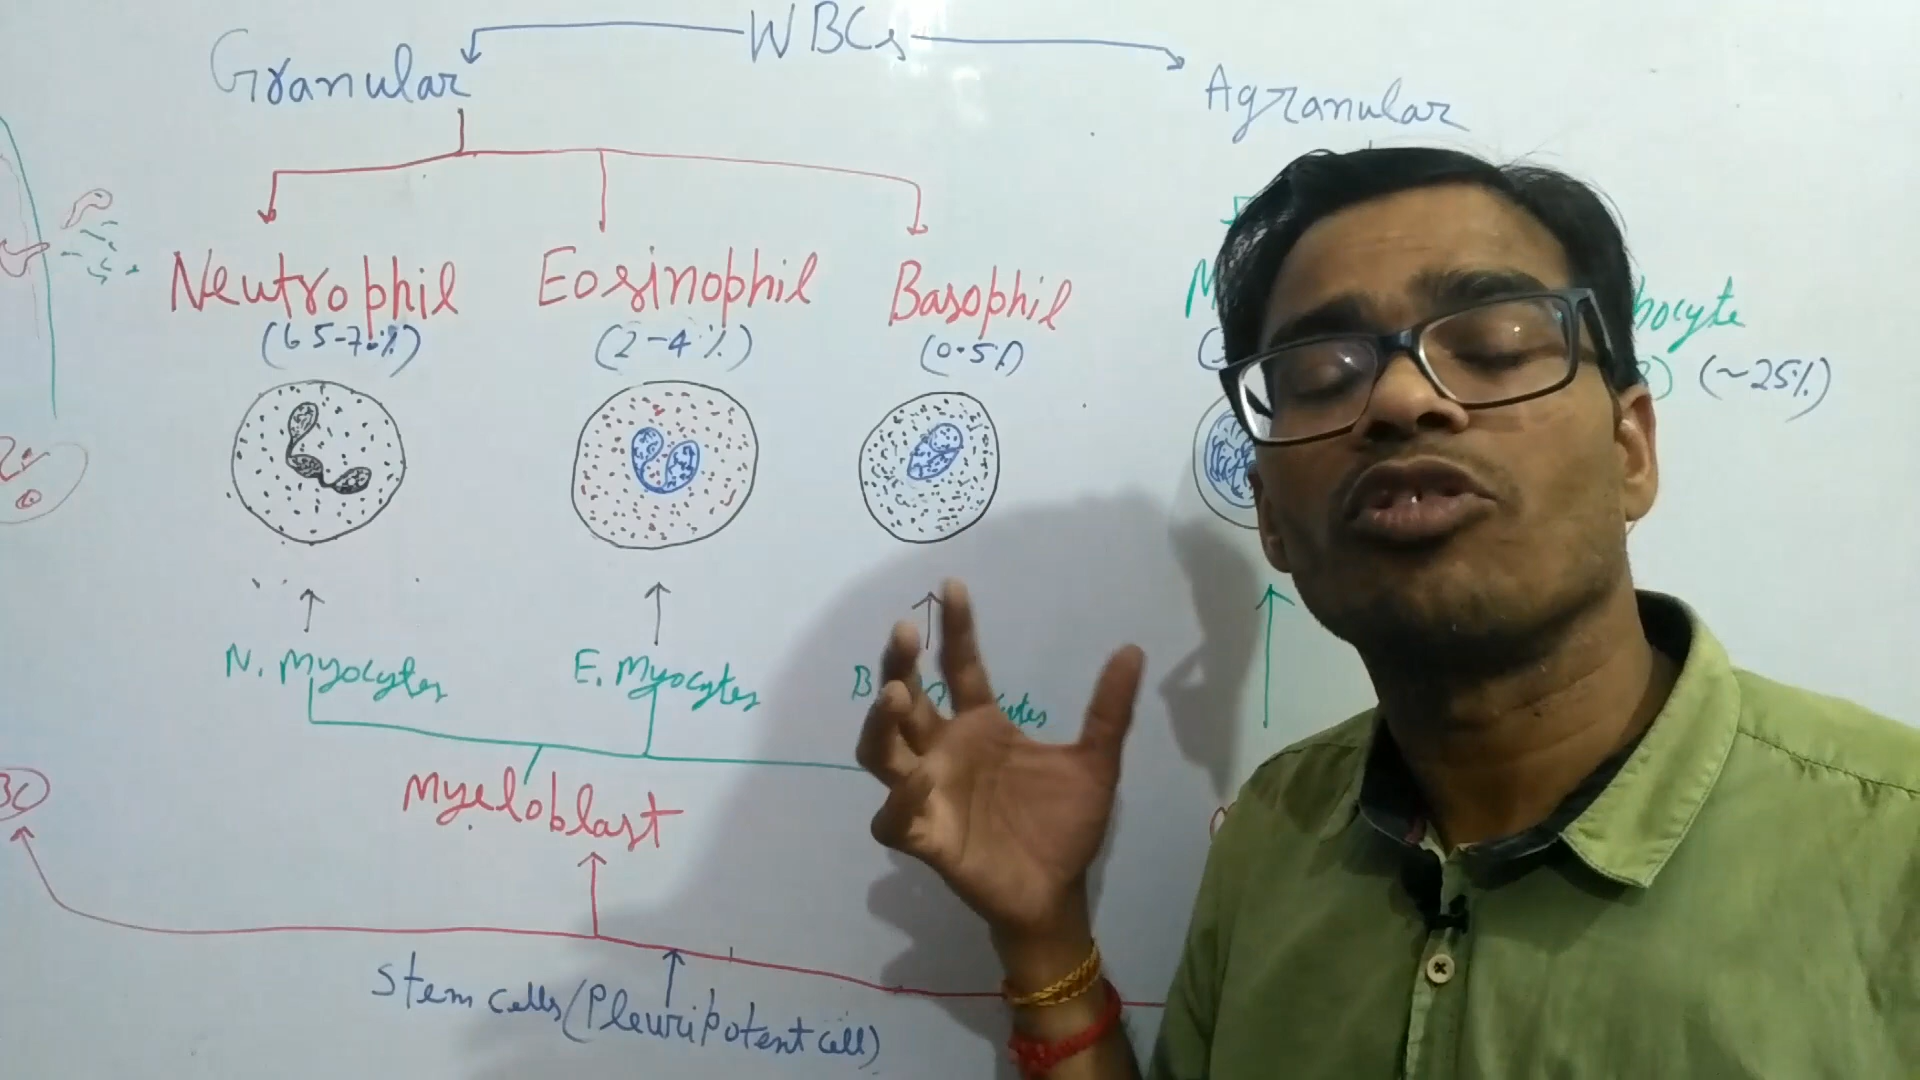 WBCs
Granular
Agranular
Neutrophil
Eosinophil
Basophil
(65-70%)
(2-4%)
(0.5%)
(~25%)
N. Myocytes
E. Myocytes
Myeloblast
Stem cells (Pleuripotent cell)